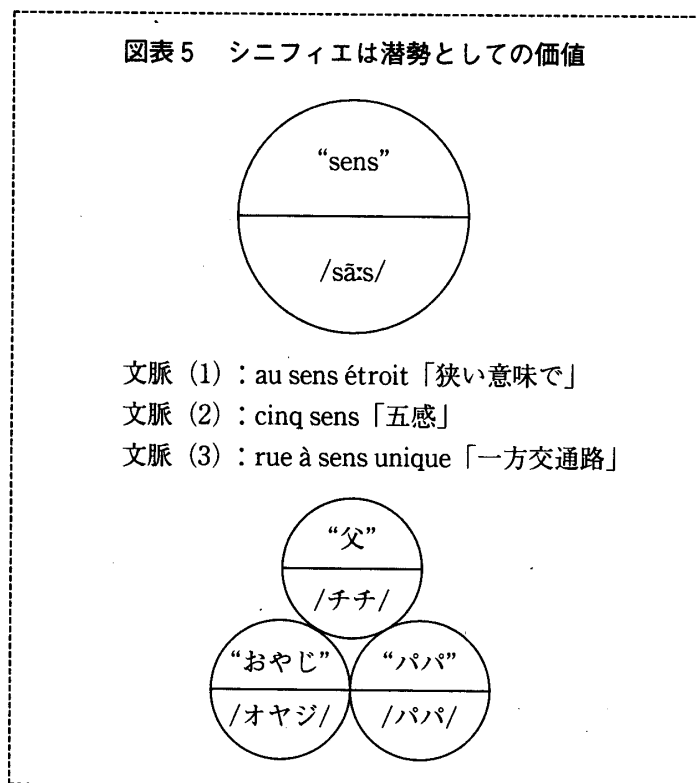 図表5 シニフィエは潜勢としての価値
“sens”
/sã:s/
文脈（1）：au sens étroit「狭い意味で」
文脈（2）：cinq sens「五感」
文脈（3）：rue à sens unique「一方交通路」
“父”
/チチ/
“おやじ” “パパ”
/オヤジ/ /パパ/